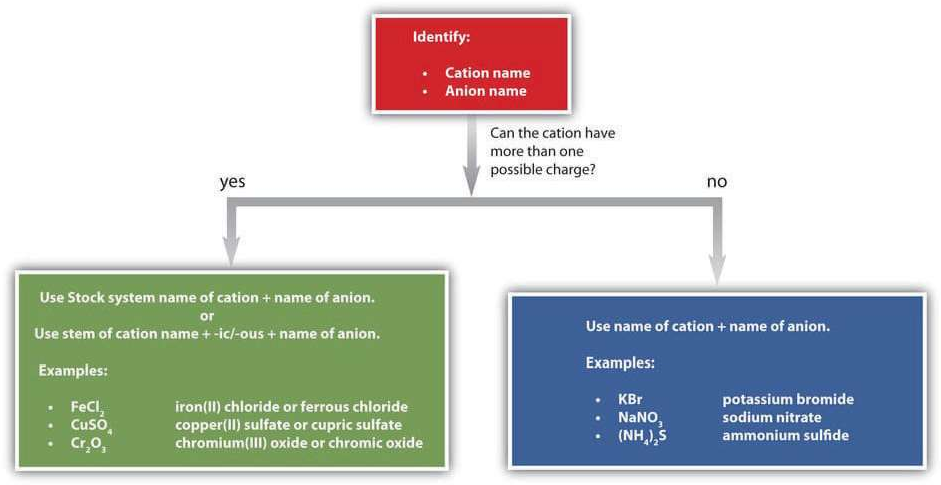 Identify:
• Cation name
• Anion name
Can the cation have
more than one
possible charge?
yes
no
Use Stock system name of cation + name of anion.
or
Use stem of cation name + -ic/-ous + name of anion.
Examples:
• FeCl₂ iron(II) chloride or ferrous chloride
• CuSO₄ copper(II) sulfate or cupric sulfate
• Cr₂O₃ chromium(III) oxide or chromic oxide
Use name of cation + name of anion.
Examples:
• KBr potassium bromide
• NaNO₃ sodium nitrate
• (NH₄)₂S ammonium sulfide